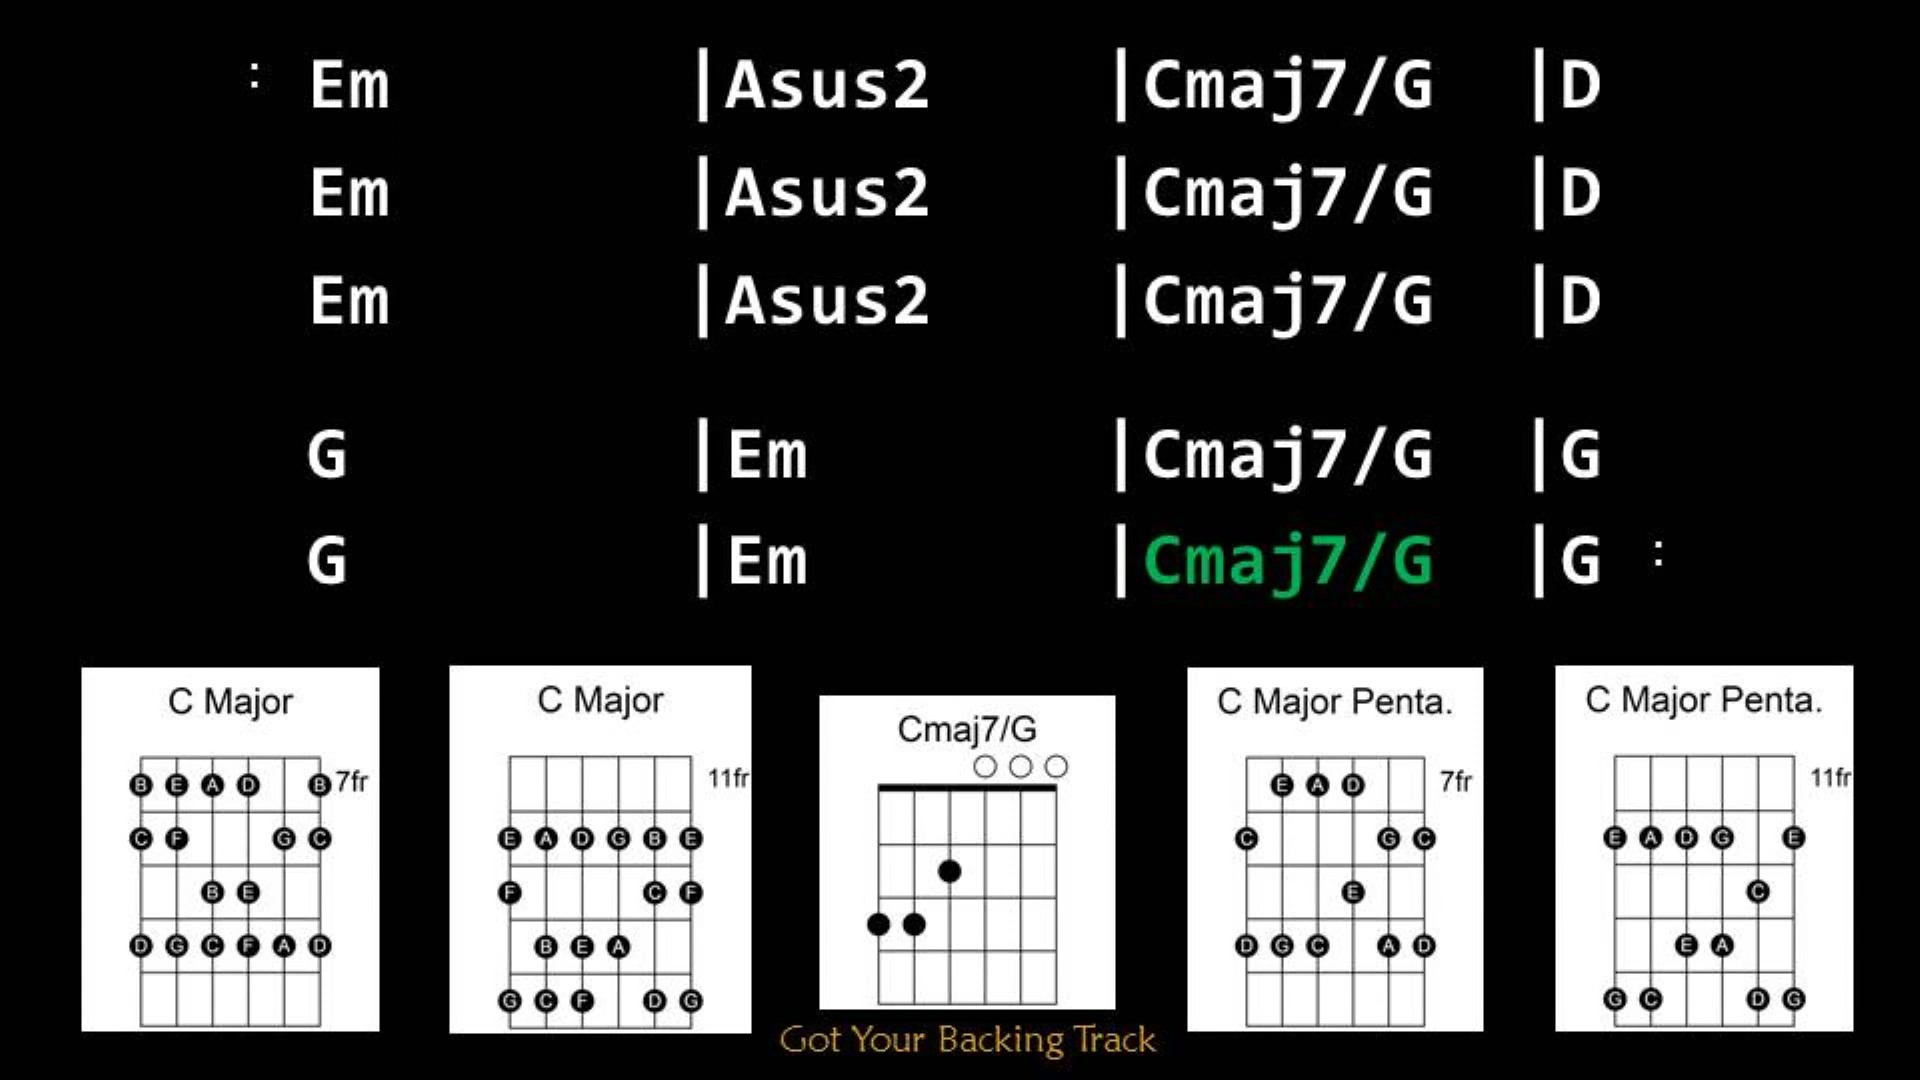 : Em |Asus2 |Cmaj7/G |D
Em |Asus2 |Cmaj7/G |D
Em |Asus2 |Cmaj7/G |D
G |Em |Cmaj7/G |G
G |Em |Cmaj7/G |G :
C Major
B E A D B 7fr
C F G C
B E
D G C F A D
C Major
11fr
E A D G B E
F C F
B E A
G C F D G
Cmaj7/G
C Major Penta.
E A D 7fr
C G C
E
D G C A D
C Major Penta.
11fr
E A D G E
C
E A
G C D G
Got Your Backing Track